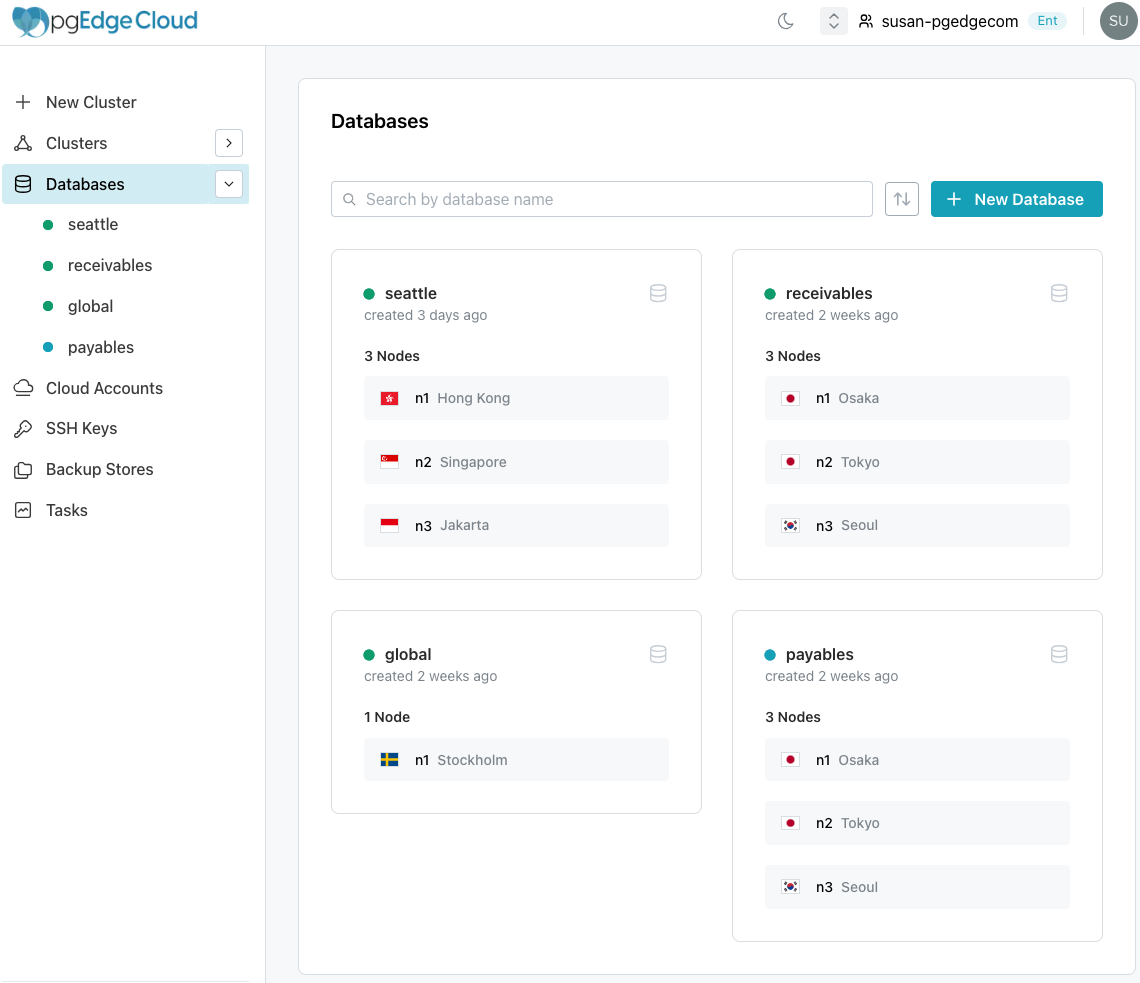 pgEdge Cloud
susan-pgedgecom Ent SU
New Cluster
Clusters
Databases
seattle
receivables
global
payables
Cloud Accounts
SSH Keys
Backup Stores
Tasks
Databases
Search by database name
New Database
seattle
created 3 days ago
3 Nodes
n1 Hong Kong
n2 Singapore
n3 Jakarta
receivables
created 2 weeks ago
3 Nodes
n1 Osaka
n2 Tokyo
n3 Seoul
global
created 2 weeks ago
1 Node
n1 Stockholm
payables
created 2 weeks ago
3 Nodes
n1 Osaka
n2 Tokyo
n3 Seoul